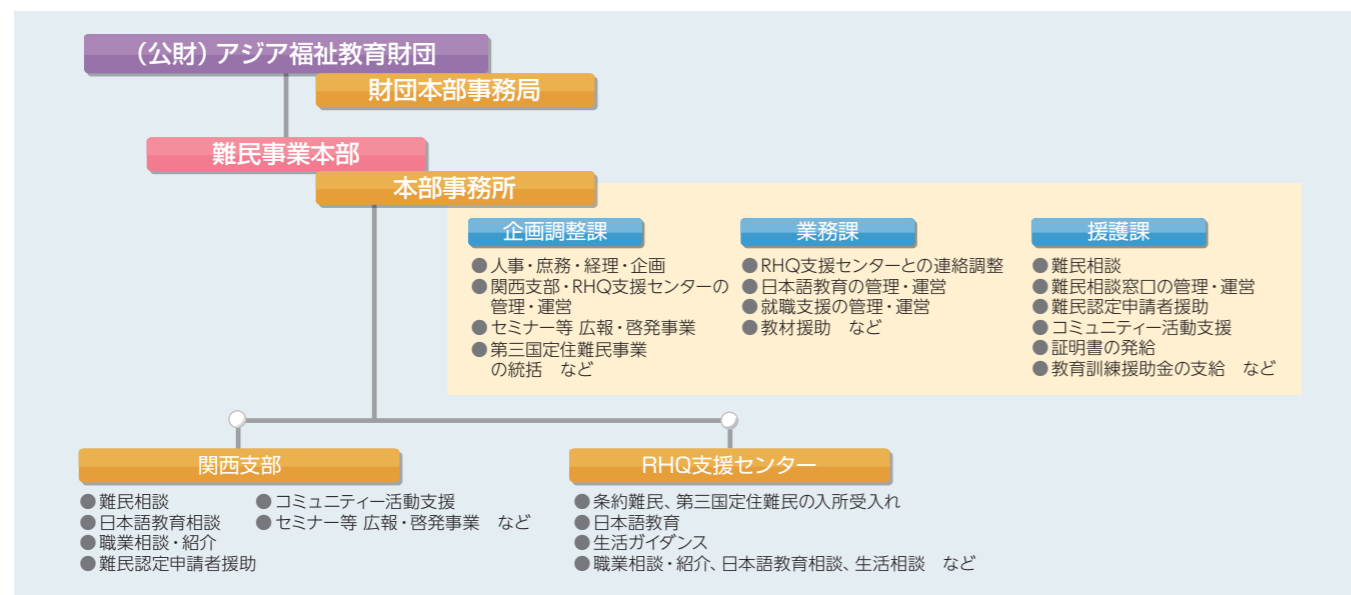 （公財）アジア福祉教育財団
財団本部事務局
難民事業本部
本部事務所
企画調整課
●人事・庶務・経理・企画
●関西支部・RHQ支援センターの
管理・運営
●セミナー等 広報・啓発事業
●第三国定住難民事業
の統括　など
業務課
●RHQ支援センターとの連絡調整
●日本語教育の管理・運営
●就職支援の管理・運営
●教材援助　など
援護課
●難民相談
●難民相談窓口の管理・運営
●難民認定申請者援助
●コミュニティー活動支援
●証明書の発給
●教育訓練援助金の支給　など
関西支部
●難民相談
●日本語教育相談
●職業相談・紹介
●難民認定申請者援助
●コミュニティー活動支援
●セミナー等 広報・啓発事業　など
RHQ支援センター
●条約難民、第三国定住難民の入所受入れ
●日本語教育
●生活ガイダンス
●職業相談・紹介、日本語教育相談、生活相談　など